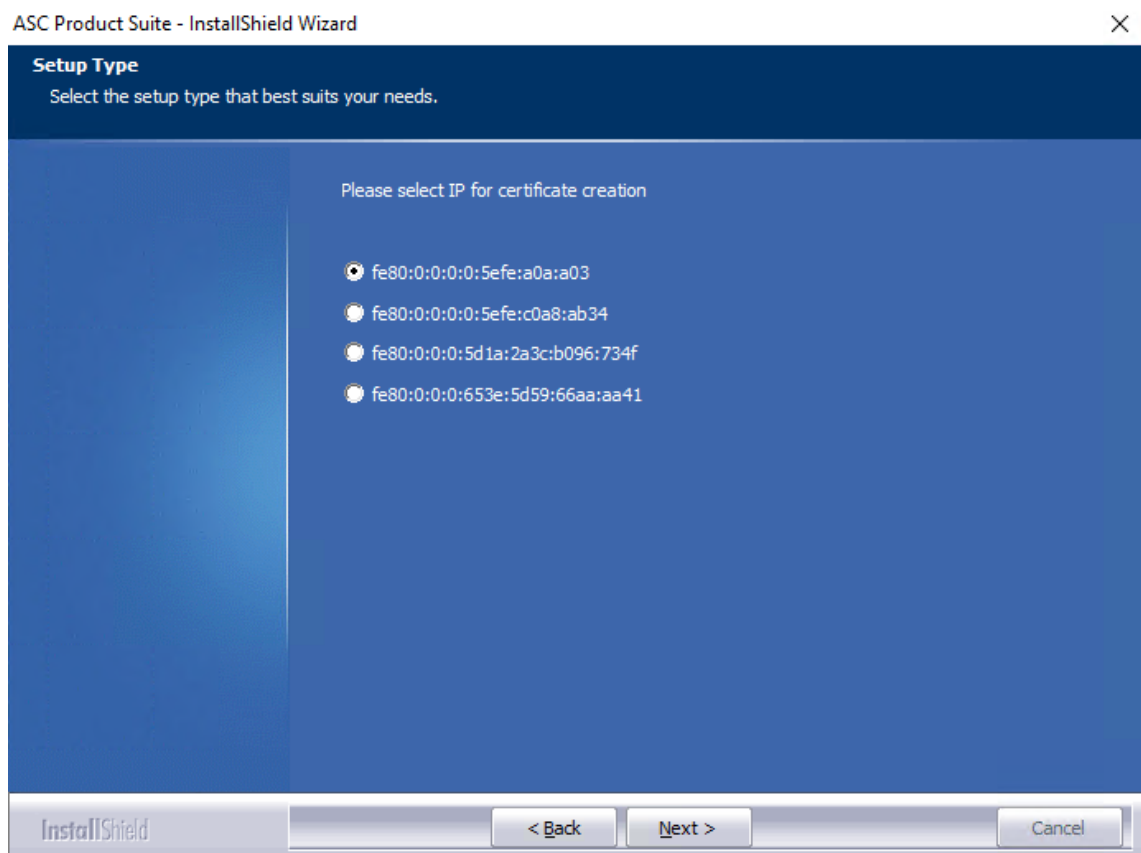 ASC Product Suite - InstallShield Wizard
Setup Type
Select the setup type that best suits your needs.
Please select IP for certificate creation
fe80:0:0:0:0:5efe:a0a:a03
fe80:0:0:0:0:5efe:c0a8:ab34
fe80:0:0:0:5d1a:2a3c:b096:734f
fe80:0:0:0:653e:5d59:66aa:aa41
InstallShield
< Back Next > Cancel